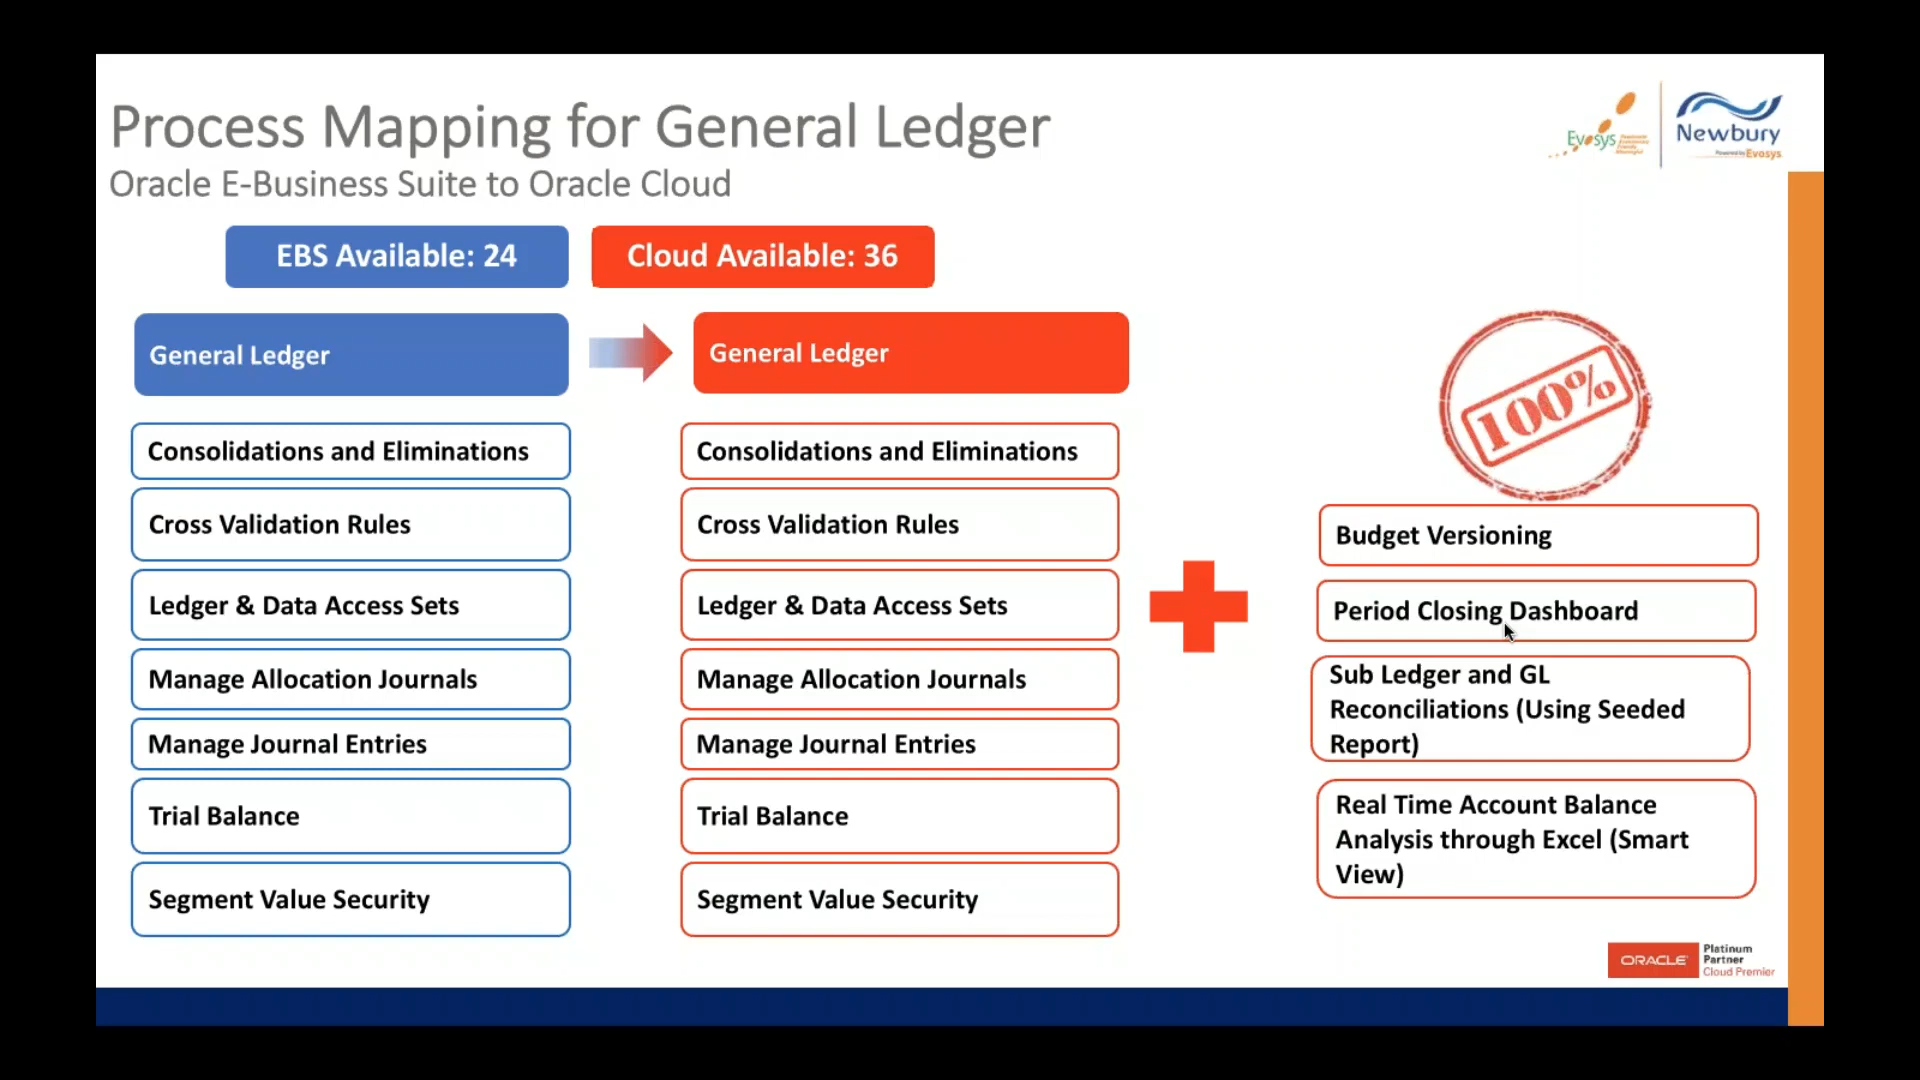 Process Mapping for General Ledger
Oracle E-Business Suite to Oracle Cloud
Evosys
Newbury
Powered by Evosys
EBS Available: 24
Cloud Available: 36
General Ledger
General Ledger
Consolidations and Eliminations
Cross Validation Rules
Ledger & Data Access Sets
Manage Allocation Journals
Manage Journal Entries
Trial Balance
Segment Value Security
Consolidations and Eliminations
Cross Validation Rules
Ledger & Data Access Sets
Manage Allocation Journals
Manage Journal Entries
Trial Balance
Segment Value Security
100%
Budget Versioning
Period Closing Dashboard
Sub Ledger and GL
Reconciliations (Using Seeded
Report)
Real Time Account Balance
Analysis through Excel (Smart
View)
ORACLE
Platinum
Partner
Cloud Premier